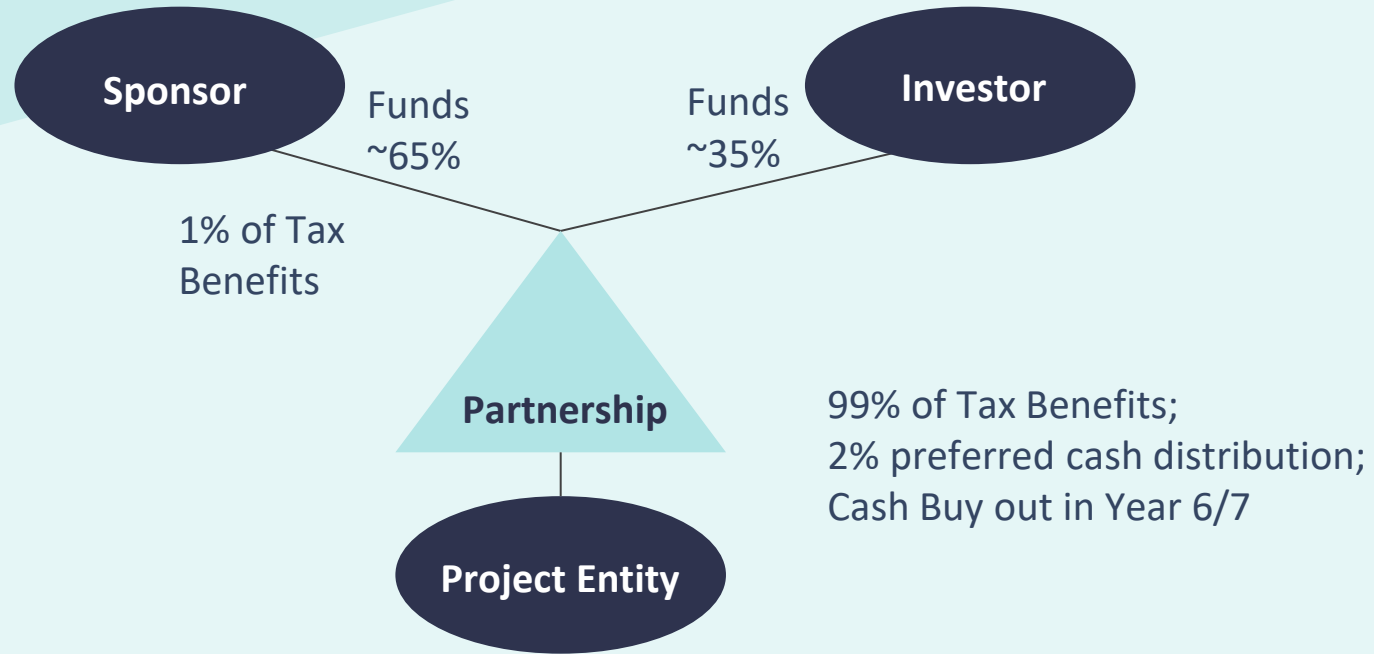 Sponsor
Funds
~65%
Funds
~35%
Investor
1% of Tax
Benefits
Partnership
99% of Tax Benefits;
2% preferred cash distribution;
Cash Buy out in Year 6/7
Project Entity